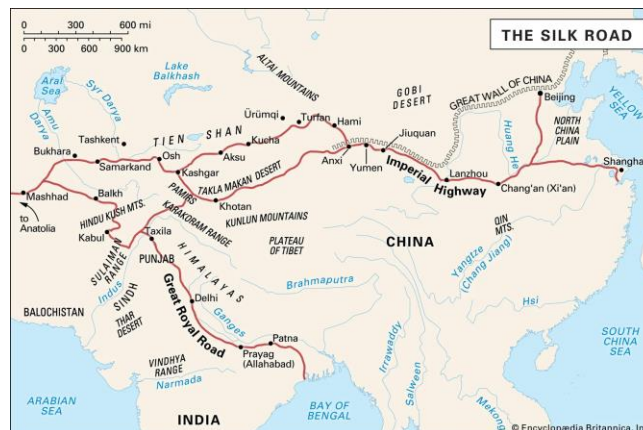 0 300 600 mi
0 300 600 900 km
THE SILK ROAD
Aral
Sea
Syr Darya
Amu
Darya
Lake
Balkhash
ALTAI MOUNTAINS
GOBI
DESERT
GREAT WALL OF CHINA
Beijing
YELLOW
SEA
Ürümqi
Turfan
Hami
Jiuquan
Huang He
NORTH
CHINA
PLAIN
Tashkent
TIEN SHAN
Kucha
Bukhara
Osh
Aksu
Anxi
Yumen
Samarkand
Kashgar
TAKLA MAKAN DESERT
Imperial
Highway
Lanzhou
Shanghai
Mashhad
Balkh
PAMIRS
Khotan
Chang'an (Xi'an)
to
Anatolia
HINDU KUSH MTS.
KARAKORAM RANGE
KUNLUN MOUNTAINS
QIN
MTS.
Kabul
Taxila
PLATEAU
OF TIBET
CHINA
Yangtze
(Chang Jiang)
SULAIMAN
RANGE
PUNJAB
HIMALAYAS
Indus
SINDH
Brahmaputra
Hsi
BALOCHISTAN
THAR
DESERT
Delhi
Great Royal Road
Ganges
Patna
Irrawaddy
Salween
SOUTH
CHINA
SEA
VINDHYA
RANGE
Prayag
(Allahabad)
Narmada
ARABIAN
SEA
INDIA
BAY OF
BENGAL
Mekong
© Encyclopædia Britannica, Inc.